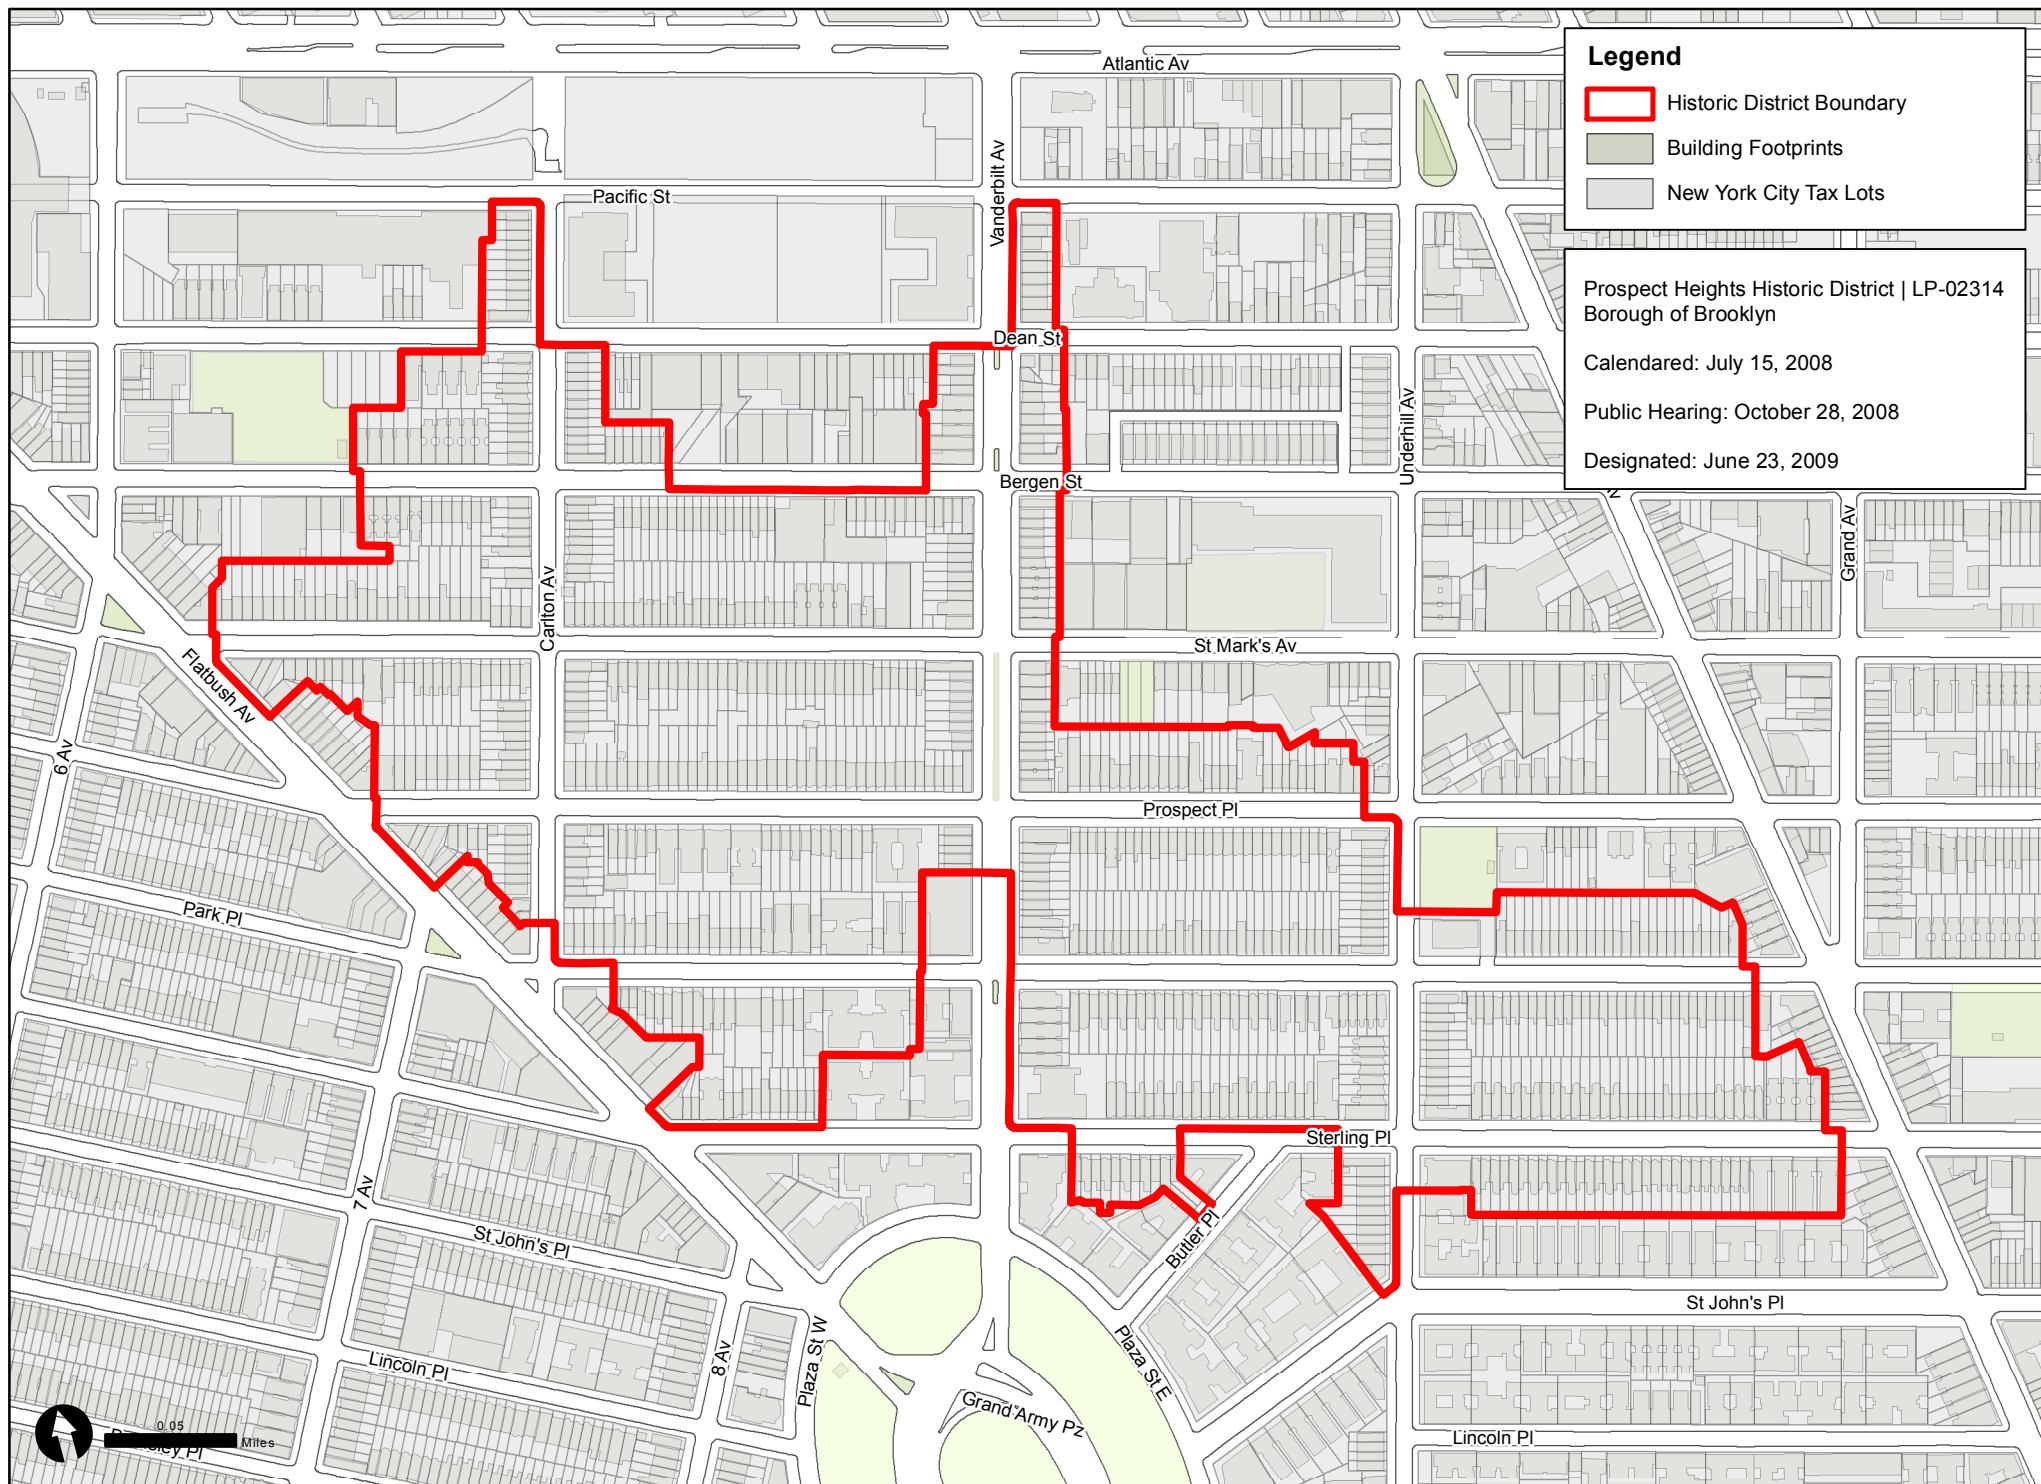 Atlantic Av
Legend
Historic District Boundary
Building Footprints
New York City Tax Lots
Pacific St
Vanderbilt Av
Prospect Heights Historic District | LP-02314
Borough of Brooklyn
Calendared: July 15, 2008
Public Hearing: October 28, 2008
Designated: June 23, 2009
Dean St
Underhill Av
Bergen St
Grand Av
Carlton Av
St Mark's Av
Flatbush Av
6 Av
Prospect Pl
Park Pl
Sterling Pl
7 Av
Butler Pl
St John's Pl
St John's Pl
Plaza St W
Plaza St E
8 Av
Lincoln Pl
Grand Army Pz
0.05
Miles
Lincoln Pl